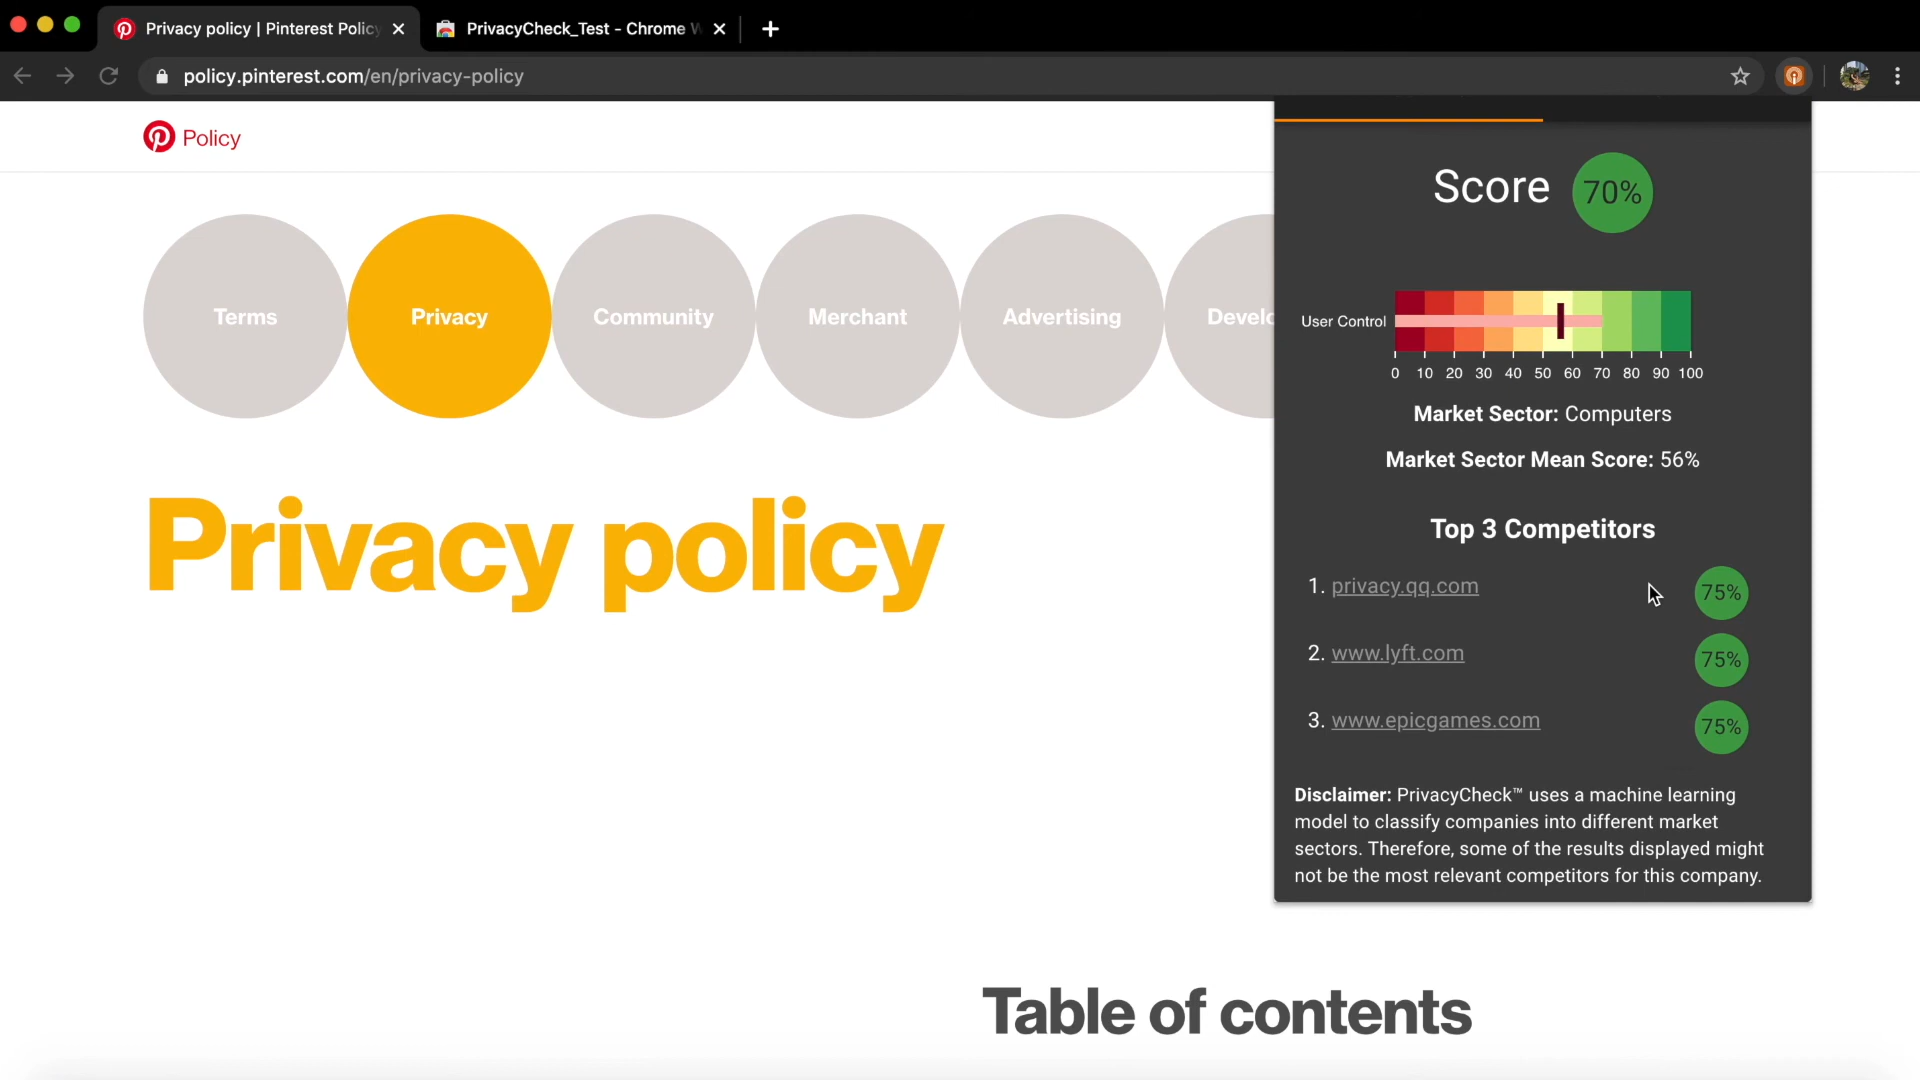 Privacy policy | Pinterest Policy
PrivacyCheck_Test - Chrome W
policy.pinterest.com/en/privacy-policy
Policy
Terms
Privacy
Community
Merchant
Advertising
Develo
Privacy policy
Table of contents
Score 70%
User Control
0 10 20 30 40 50 60 70 80 90 100
Market Sector: Computers
Market Sector Mean Score: 56%
Top 3 Competitors
1. privacy.qq.com 75%
2. www.lyft.com 75%
3. www.epicgames.com 75%
Disclaimer: PrivacyCheck™ uses a machine learning
model to classify companies into different market
sectors. Therefore, some of the results displayed might
not be the most relevant competitors for this company.